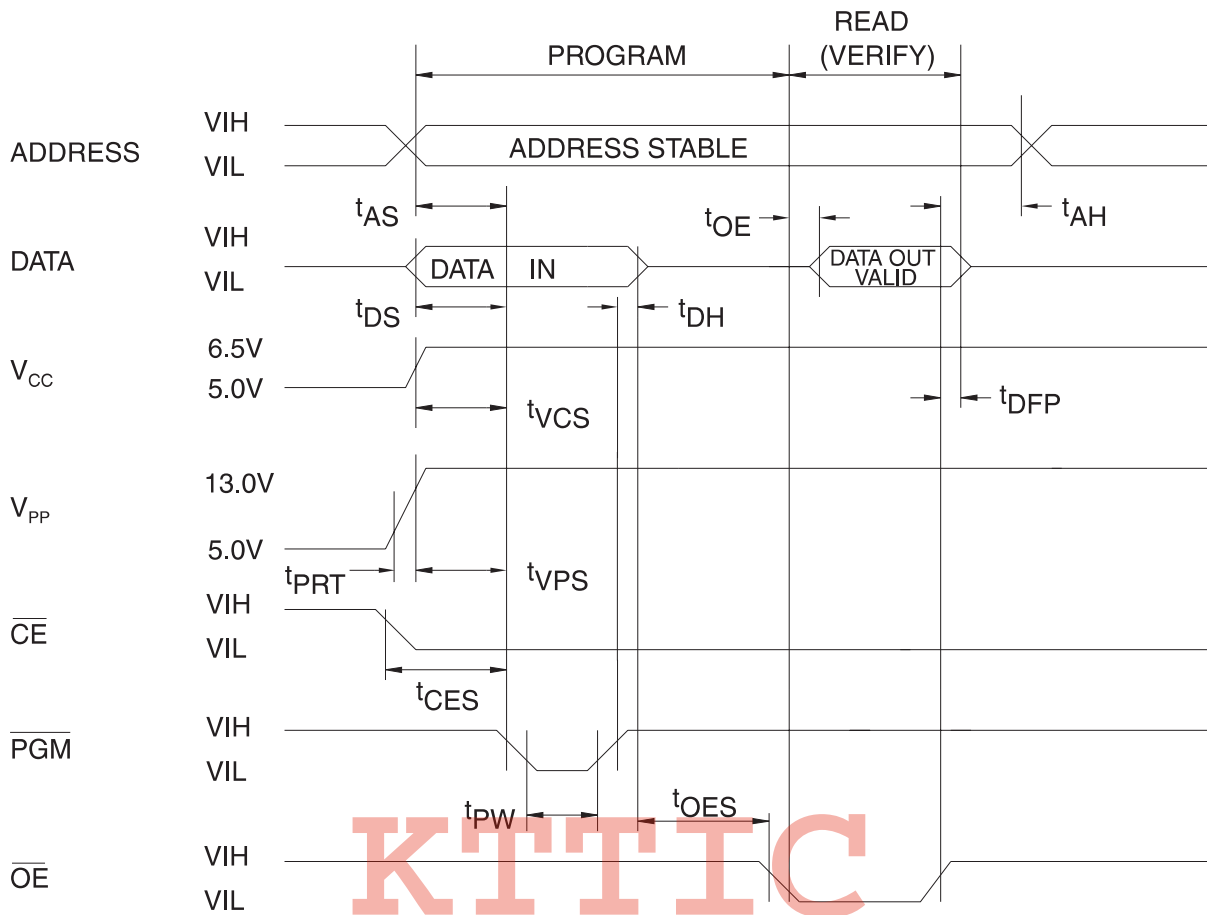 READ
PROGRAM (VERIFY)
VIH
ADDRESS ADDRESS STABLE
VIL
tAS tOE tAH
VIH
DATA DATA IN DATA OUT
VALID
VIL
tDS tDH
6.5V
VCC
5.0V
tVCS tDFP
13.0V
VPP
5.0V
tPRT tVPS
VIH
CE
VIL
tCES
VIH
PGM
VIL
tPW tOES
KTTIC
VIH
OE
VIL